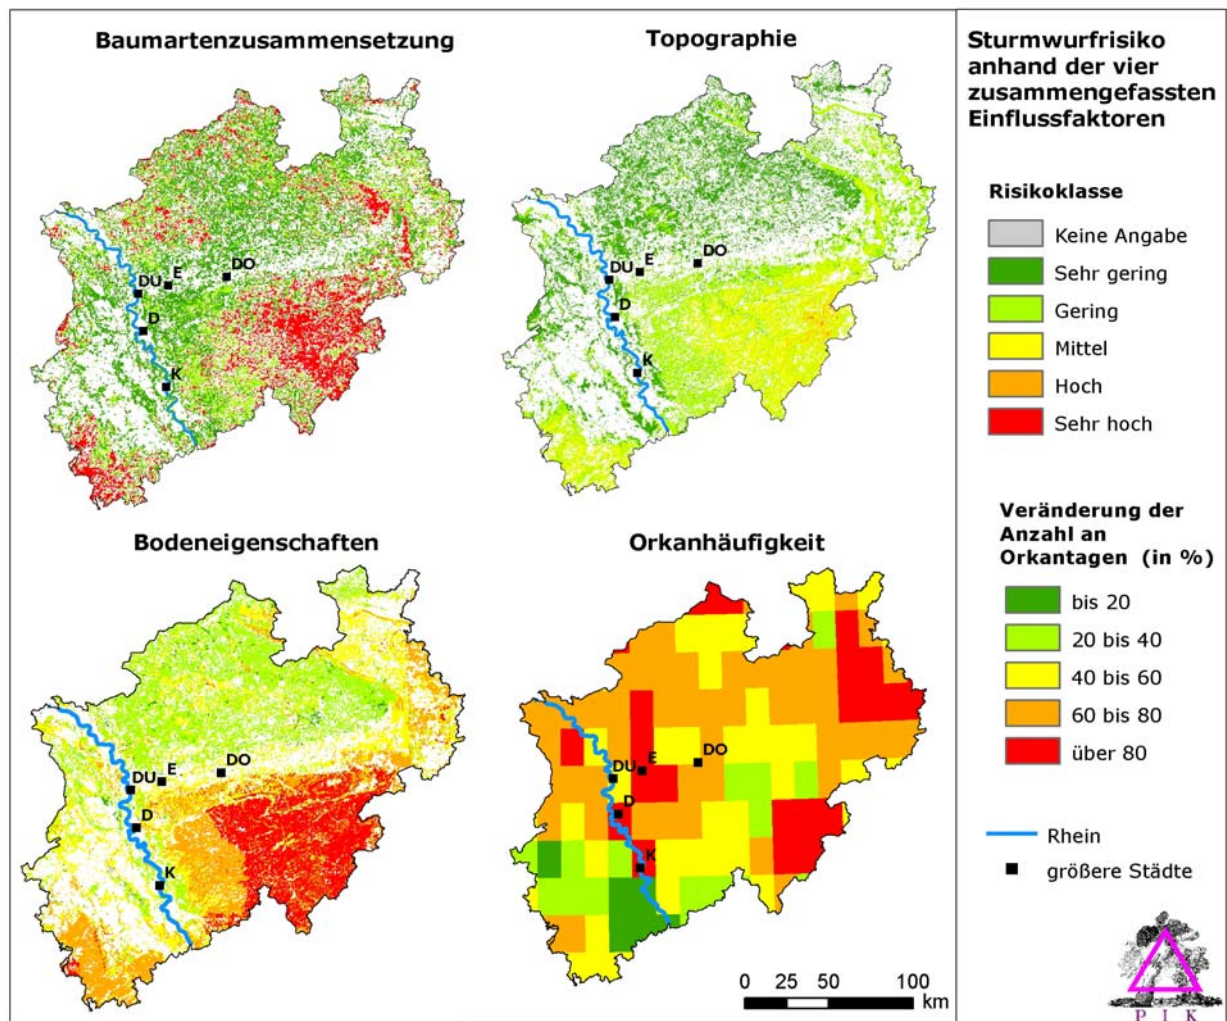 Baumartenzusammensetzung
Topographie
DU
E
DO
D
K
DU
E
DO
D
K
Bodeneigenschaften
Orkanhäufigkeit
DU
E
DO
D
K
DU
E
DO
D
K
0 25 50 100
km
Sturmwurfrisiko
anhand der vier
zusammengefassten
Einflussfaktoren
Risikoklasse
Keine Angabe
Sehr gering
Gering
Mittel
Hoch
Sehr hoch
Veränderung der
Anzahl an
Orkantagen (in %)
bis 20
20 bis 40
40 bis 60
60 bis 80
über 80
Rhein
größere Städte
P I K